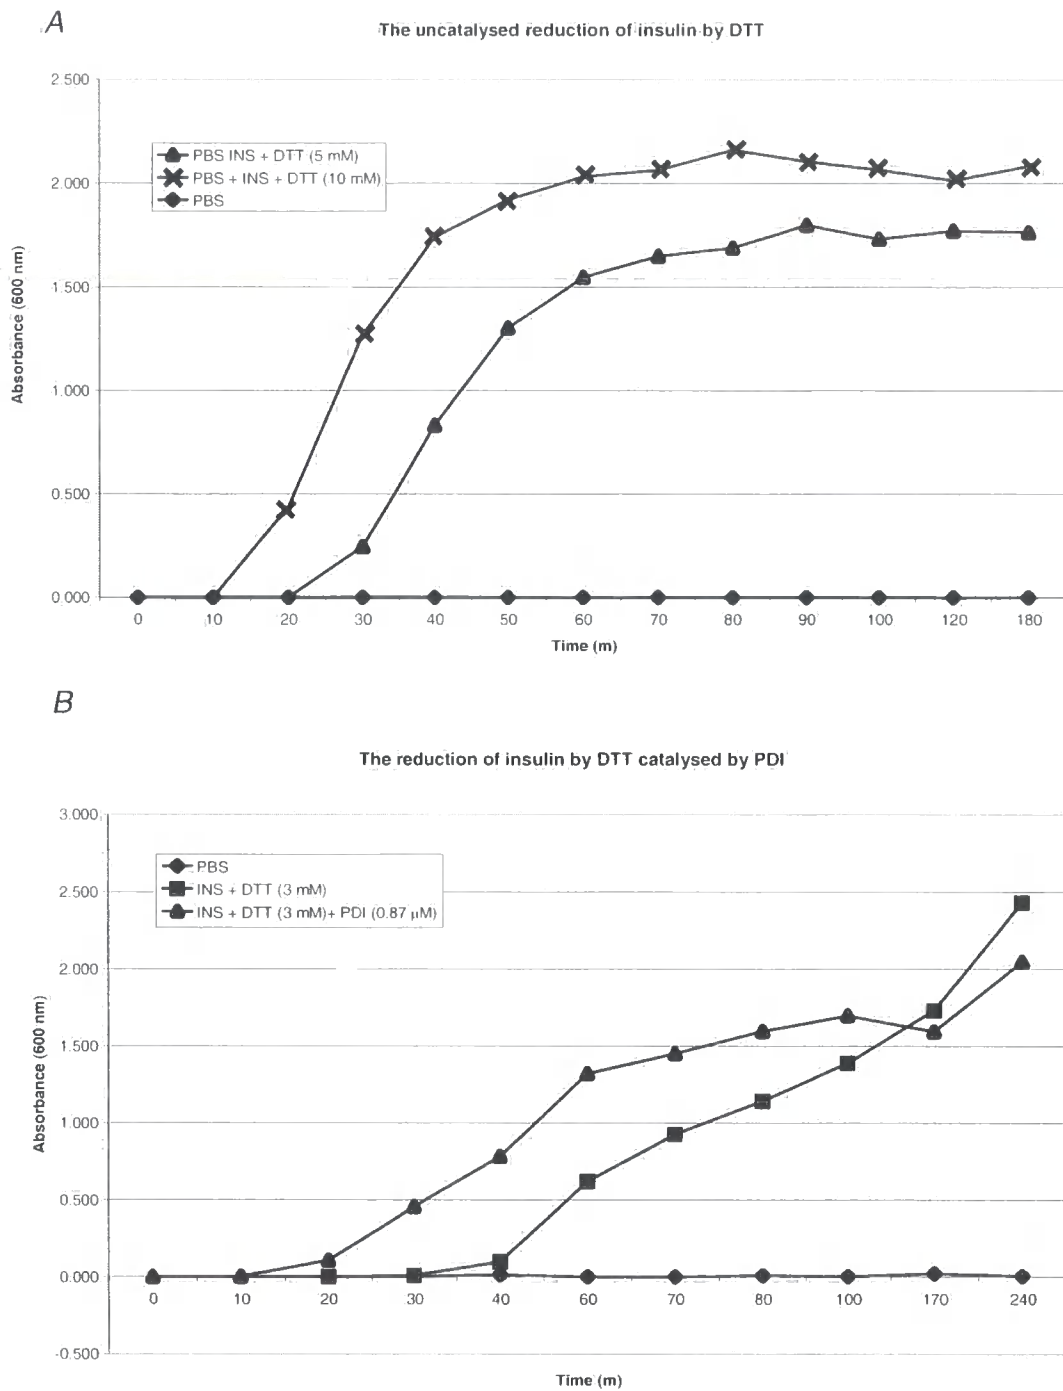 A
The uncatalysed reduction of insulin by DTT
2.500
2.000
1.500
1.000
0.500
0.000
Absorbance (600 nm)
PBS INS + DTT (5 mM)
PBS + INS + DTT (10 mM)
PBS
0 10 20 30 40 50 60 70 80 90 100 120 180
Time (m)
B
The reduction of insulin by DTT catalysed by PDI
3.000
2.500
2.000
1.500
1.000
0.500
0.000
-0.500
Absorbance (600 nm)
PBS
INS + DTT (3 mM)
INS + DTT (3 mM)+ PDI (0.87 µM)
0 10 20 30 40 60 70 80 100 170 240
Time (m)